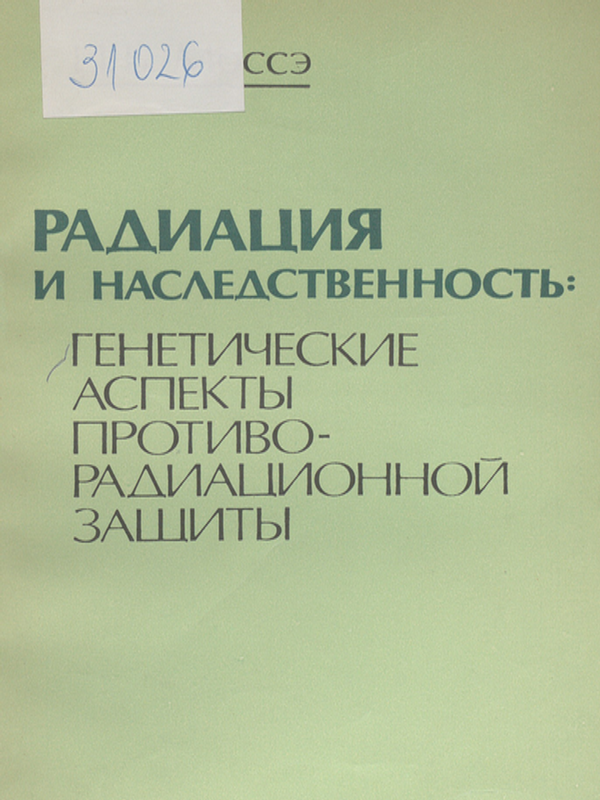 31026
ССЭ
РАДИАЦИЯ
И НАСЛЕДСТВЕННОСТЬ:
ГЕНЕТИЧЕСКИЕ
АСПЕКТЫ
ПРОТИВО-
РАДИАЦИОННОЙ
ЗАЩИТЫ